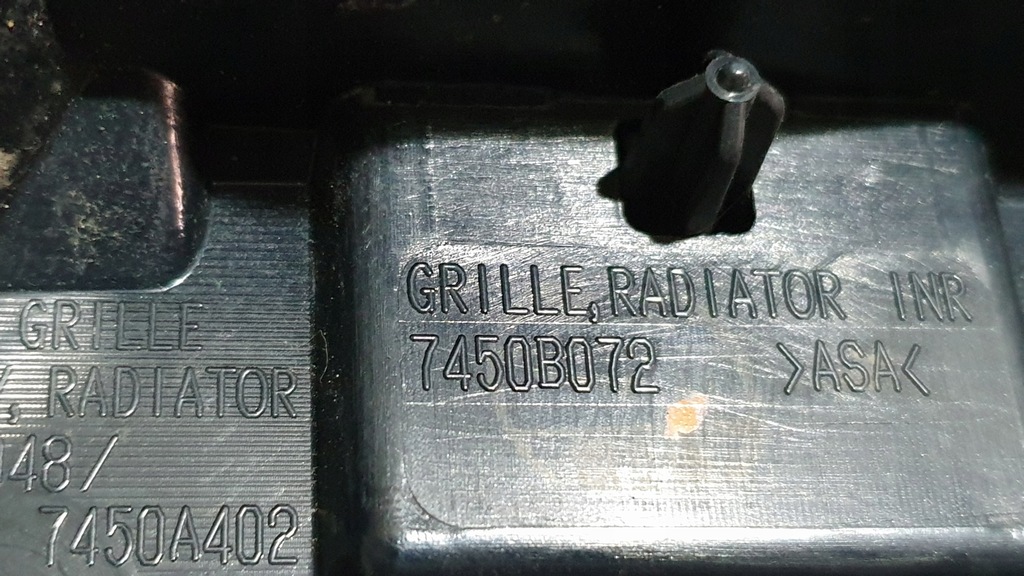 GRILLE,RADIATOR INR
7450B072 >ASA<
GRILLE
, RADIATOR
48/
7450A402